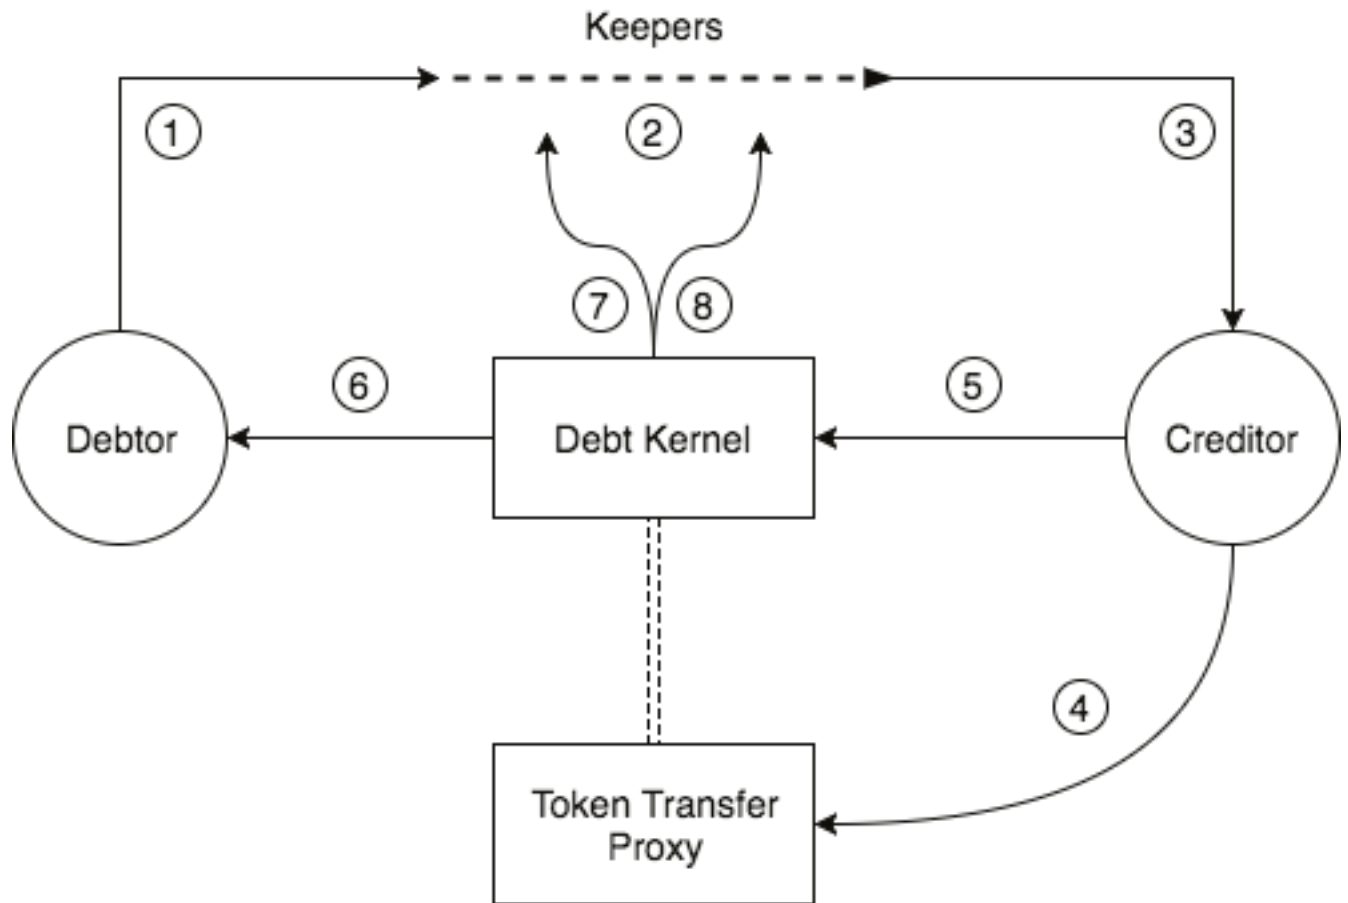 Keepers
1
2
3
7
8
6
5
Debtor
Debt Kernel
Creditor
4
Token Transfer
Proxy